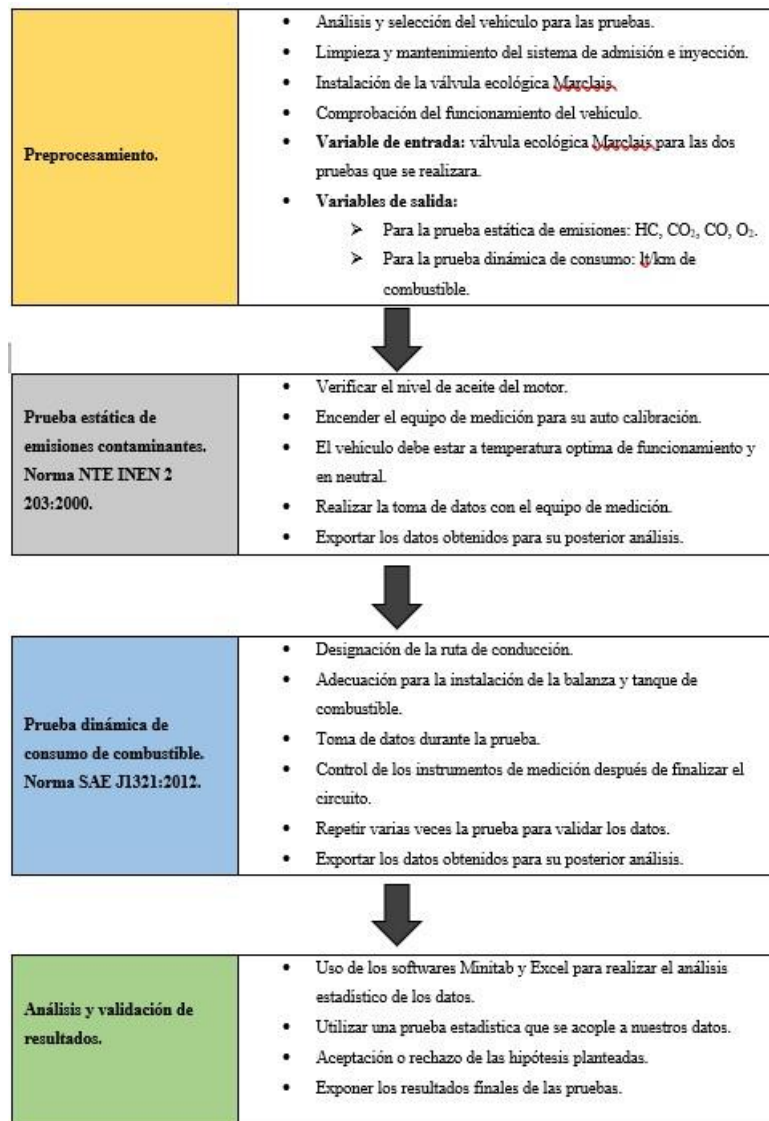 Preprocesamiento.
• Análisis y selección del vehículo para las pruebas.
• Limpieza y mantenimiento del sistema de admisión e inyección.
• Instalación de la válvula ecológica Marclais.
• Comprobación del funcionamiento del vehículo.
• Variable de entrada: válvula ecológica Marclais para las dos
pruebas que se realizara.
• Variables de salida:
➢ Para la prueba estática de emisiones: HC, CO₂, CO, O₂.
➢ Para la prueba dinámica de consumo: lt/km de
combustible.
Prueba estática de
emisiones contaminantes.
Norma NTE INEN 2
203:2000.
• Verificar el nivel de aceite del motor.
• Encender el equipo de medición para su auto calibración.
• El vehículo debe estar a temperatura optima de funcionamiento y
en neutral.
• Realizar la toma de datos con el equipo de medición.
• Exportar los datos obtenidos para su posterior análisis.
Prueba dinámica de
consumo de combustible.
Norma SAE J1321:2012.
• Designación de la ruta de conducción.
• Adecuación para la instalación de la balanza y tanque de
combustible.
• Toma de datos durante la prueba.
• Control de los instrumentos de medición después de finalizar el
circuito.
• Repetir varias veces la prueba para validar los datos.
• Exportar los datos obtenidos para su posterior análisis.
Análisis y validación de
resultados.
• Uso de los softwares Minitab y Excel para realizar el análisis
estadístico de los datos.
• Utilizar una prueba estadística que se acople a nuestros datos.
• Aceptación o rechazo de las hipótesis planteadas.
• Exponer los resultados finales de las pruebas.